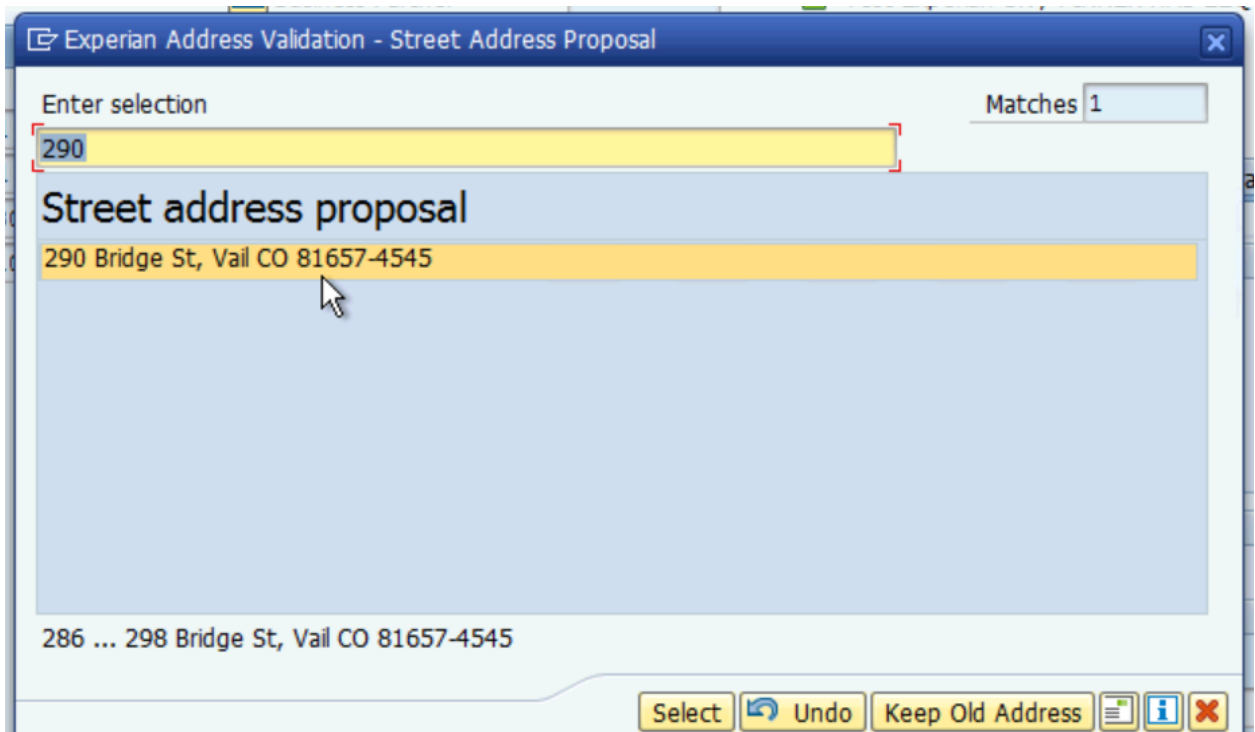 Experian Address Validation - Street Address Proposal
Enter selection
Matches 1
290
Street address proposal
290 Bridge St, Vail CO 81657-4545
286 ... 298 Bridge St, Vail CO 81657-4545
Select Undo Keep Old Address